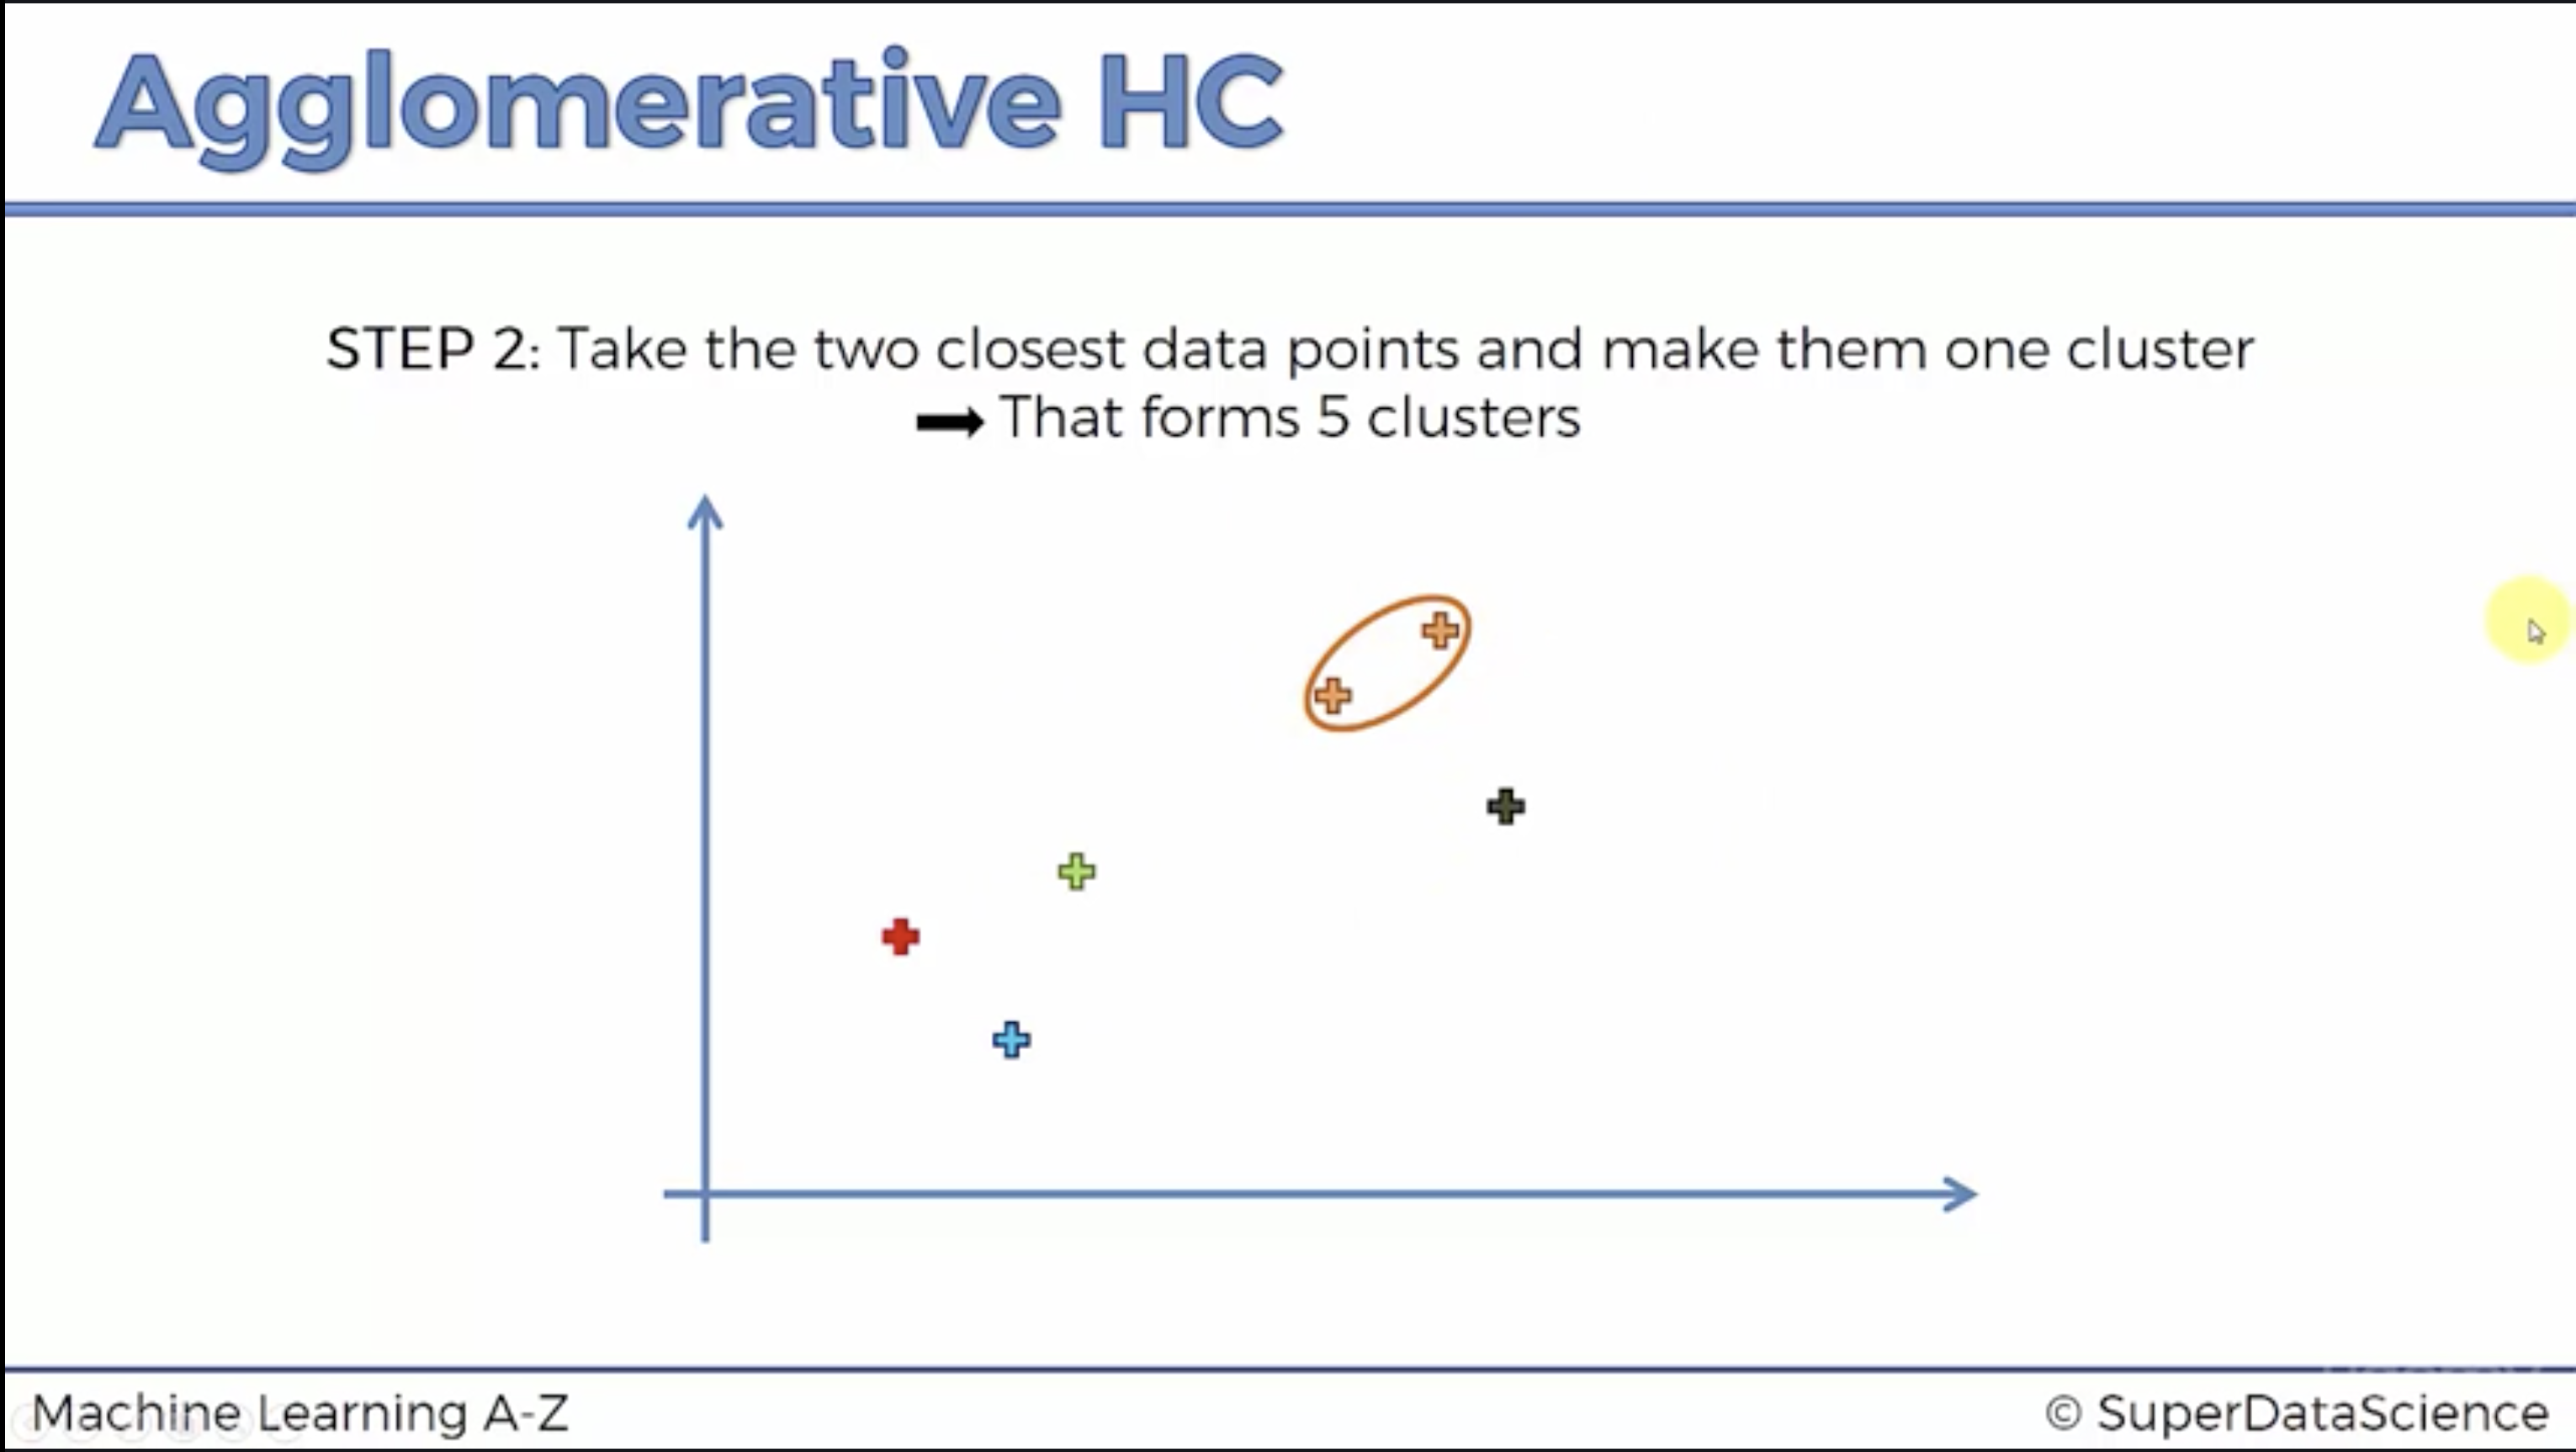 Agglomerative HC
STEP 2: Take the two closest data points and make them one cluster
➡ That forms 5 clusters
Machine Learning A-Z
© SuperDataScience